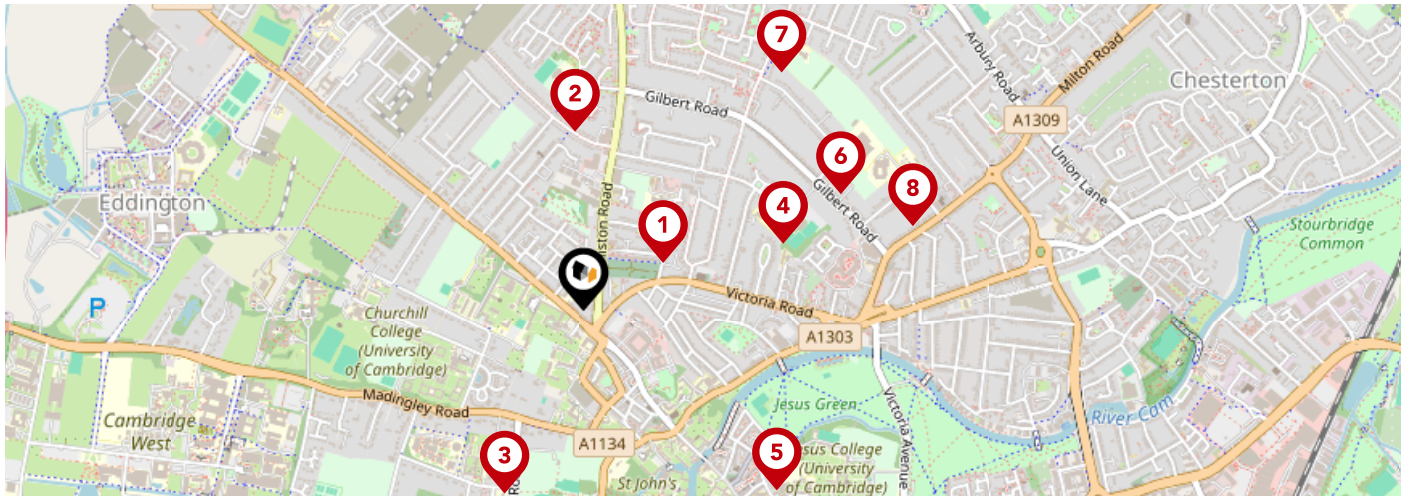 7
Arbury Road
Milton Road
Chesterton
2
Gilbert Road
A1309
6
Union Lane
8
Gilbert Road
Eddington
4
1
Stourbridge
Common
P
Victoria Road
Churchill
College
(University
of Cambridge)
A1303
Madingley Road
Jesus Green
Victoria Avenue
River Cam
Cambridge
West
A1134
3
5
College
(University
of Cambridge)
St John's